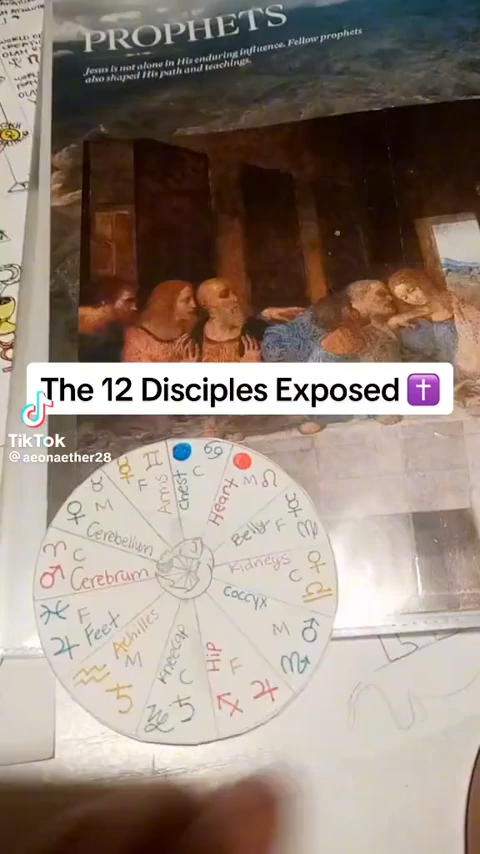 PROPHETS
Jesus is not alone in His enduring influence. Fellow prophets
also shaped His path and teachings.
The 12 Disciples Exposed ✝️
TikTok
@aeonaether28
♊ F Arms
C Chest ♋
Heart M ♌
Belly F ☿ ♍
Kidneys C ♀ ♎
Coccyx M ♂ ♏
Hip F ♃ ♐
Kneecap C ♄ ♑
Achilles M ♄ ♒
Feet F ♃ ♓
Cerebrum C ♂ ♈
Cerebellum M ♀ ♉